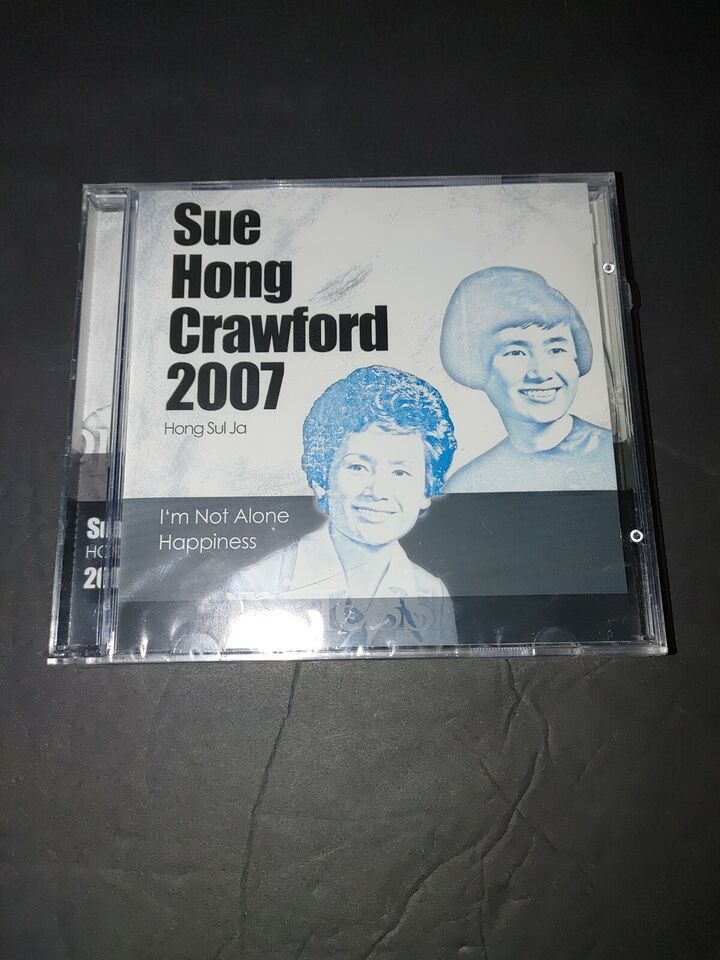 Sue
Hong
Crawford
2007
Hong Sul Ja
I'm Not Alone
Happiness